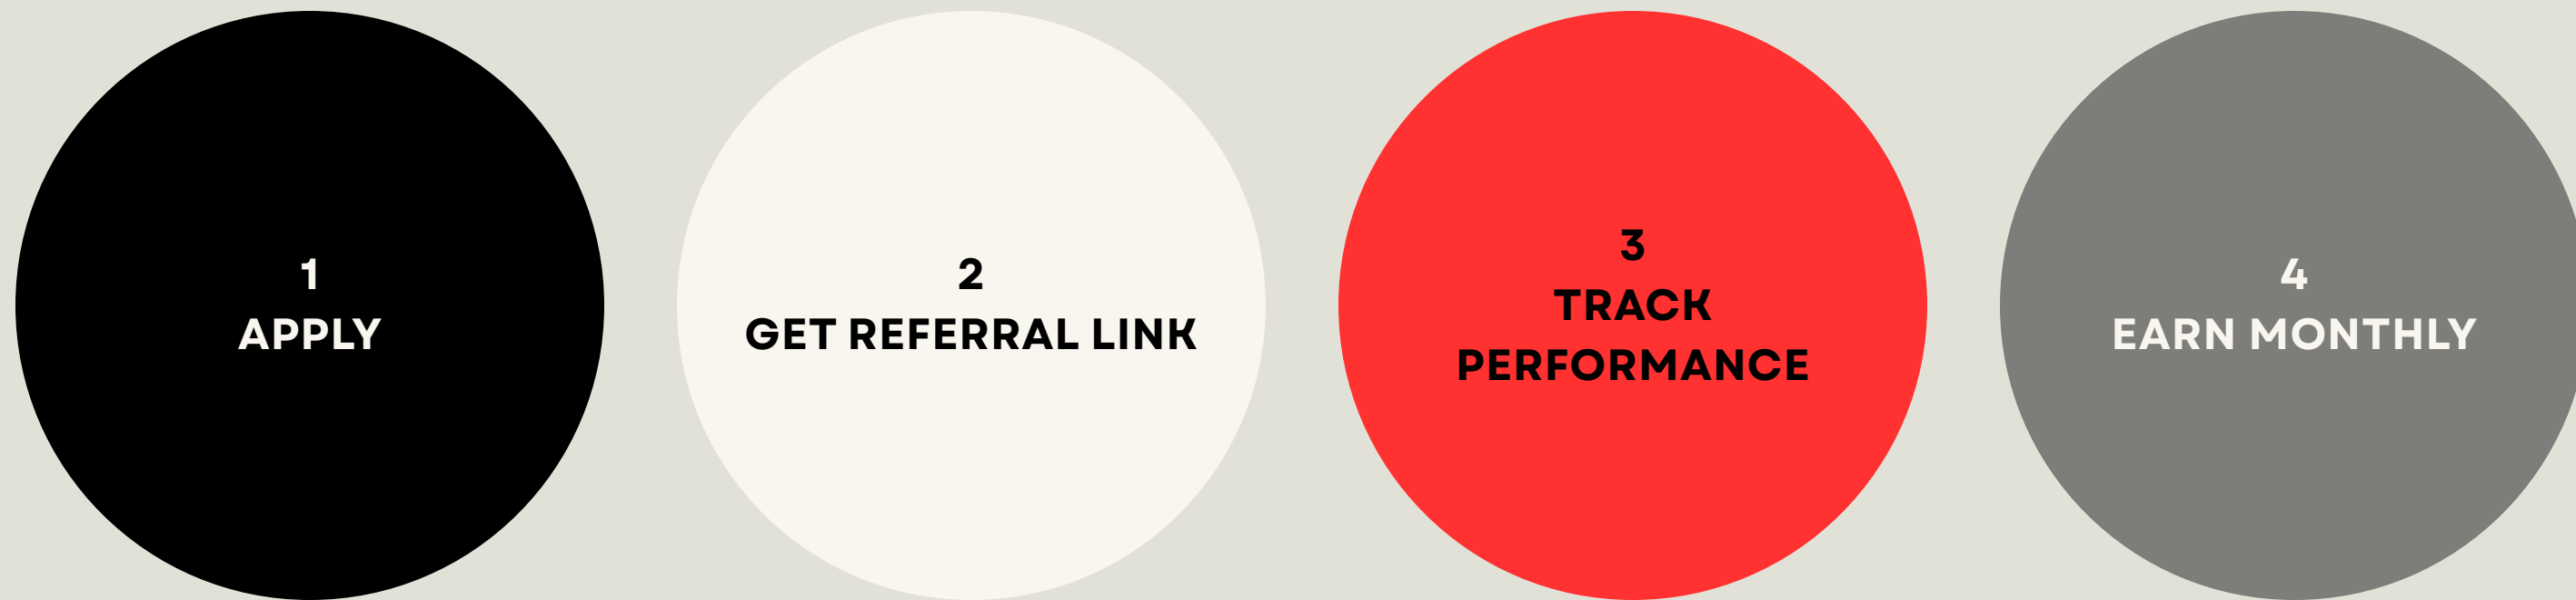 1
APPLY
2
GET REFERRAL LINK
3
TRACK
PERFORMANCE
4
EARN MONTHLY